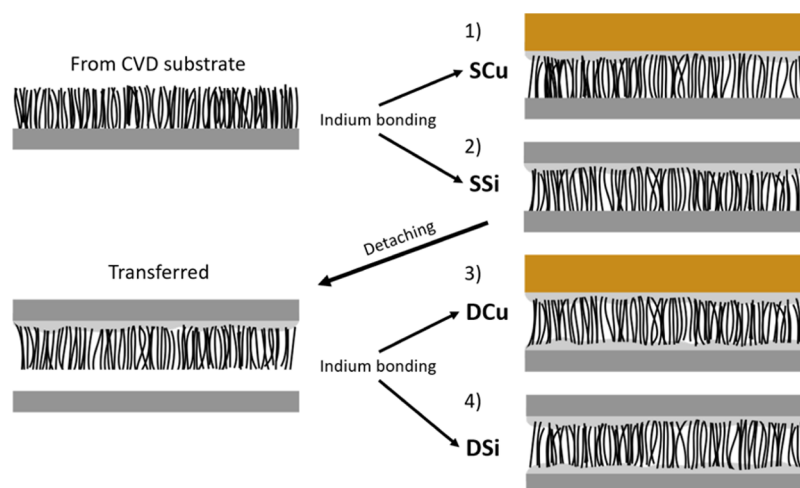 From CVD substrate
Indium bonding
1)
SCu
2)
SSi
Detaching
Transferred
Indium bonding
3)
DCu
4)
DSi